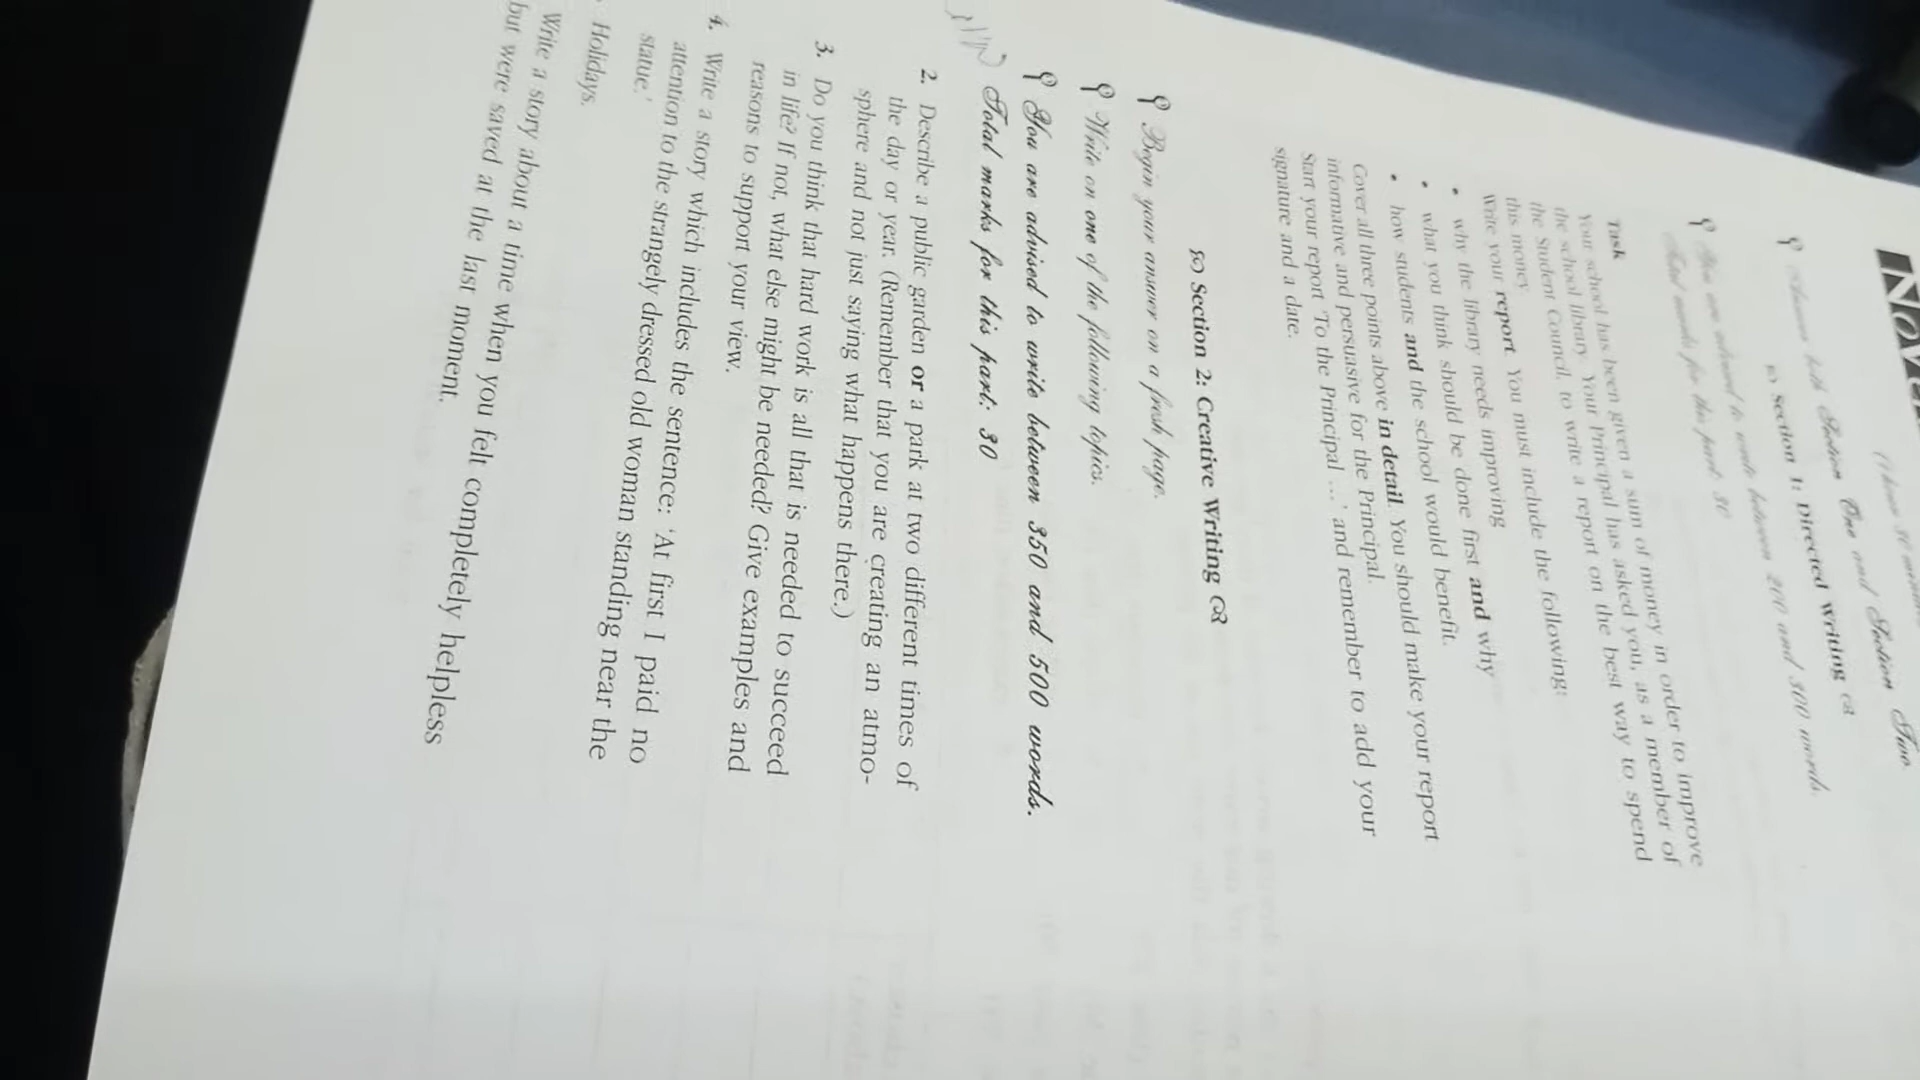 Answer both Section One and Section Two.
Section 1: Directed Writing
You are advised to write between 200 and 300 words.
Total marks for this part: 30
Task
Your school has been given a sum of money in order to improve
the school library. Your Principal has asked you, as a member of
the Student Council, to write a report on the best way to spend
this money.
Write your report. You must include the following:
• why the library needs improving
• what you think should be done first and why
• how students and the school would benefit.
Cover all three points above in detail. You should make your report
informative and persuasive for the Principal.
Start your report 'To the Principal ...' and remember to add your
signature and a date.
Section 2: Creative Writing
Begin your answer on a fresh page.
Write on one of the following topics.
You are advised to write between 350 and 500 words.
Total marks for this part: 30
2. Describe a public garden or a park at two different times of
the day or year. (Remember that you are creating an atmo-
sphere and not just saying what happens there.)
3. Do you think that hard work is all that is needed to succeed
in life? If not, what else might be needed? Give examples and
reasons to support your view.
4. Write a story which includes the sentence: 'At first I paid no
attention to the strangely dressed old woman standing near the
statue.'
Holidays.
Write a story about a time when you felt completely helpless
but were saved at the last moment.